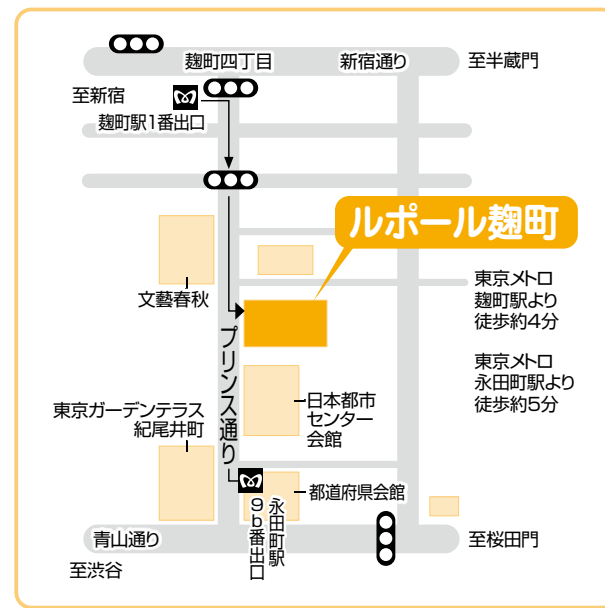 麹町四丁目
新宿通り
至半蔵門
至新宿
麹町駅1番出口
ルポール麹町
文藝春秋
東京メトロ
麹町駅より
徒歩約4分
プリンス通り
東京メトロ
永田町駅より
徒歩約5分
日本都市
センター
会館
東京ガーデンテラス
紀尾井町
都道府県会館
永田町駅
9b番出口
青山通り
至桜田門
至渋谷